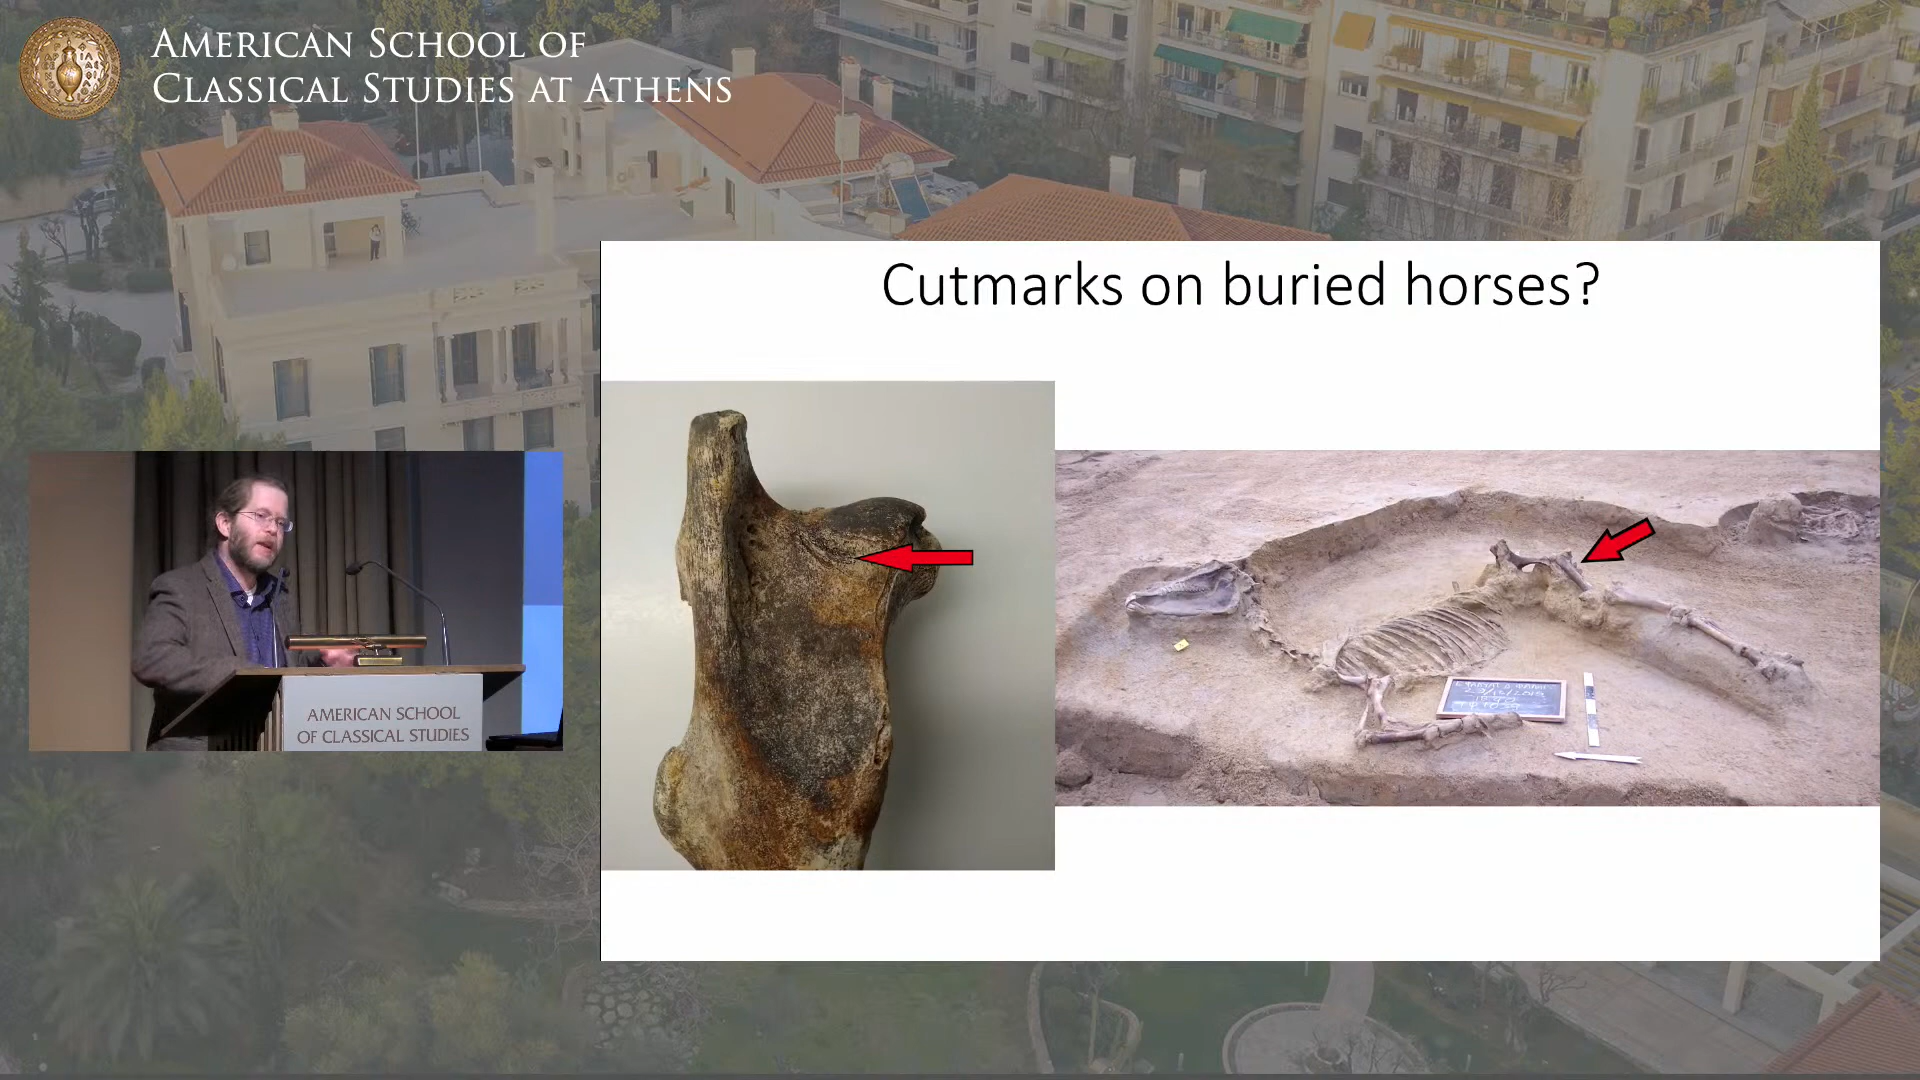 AMERICAN SCHOOL OF
CLASSICAL STUDIES AT ATHENS
Cutmarks on buried horses?
AMERICAN SCHOOL
OF CLASSICAL STUDIES